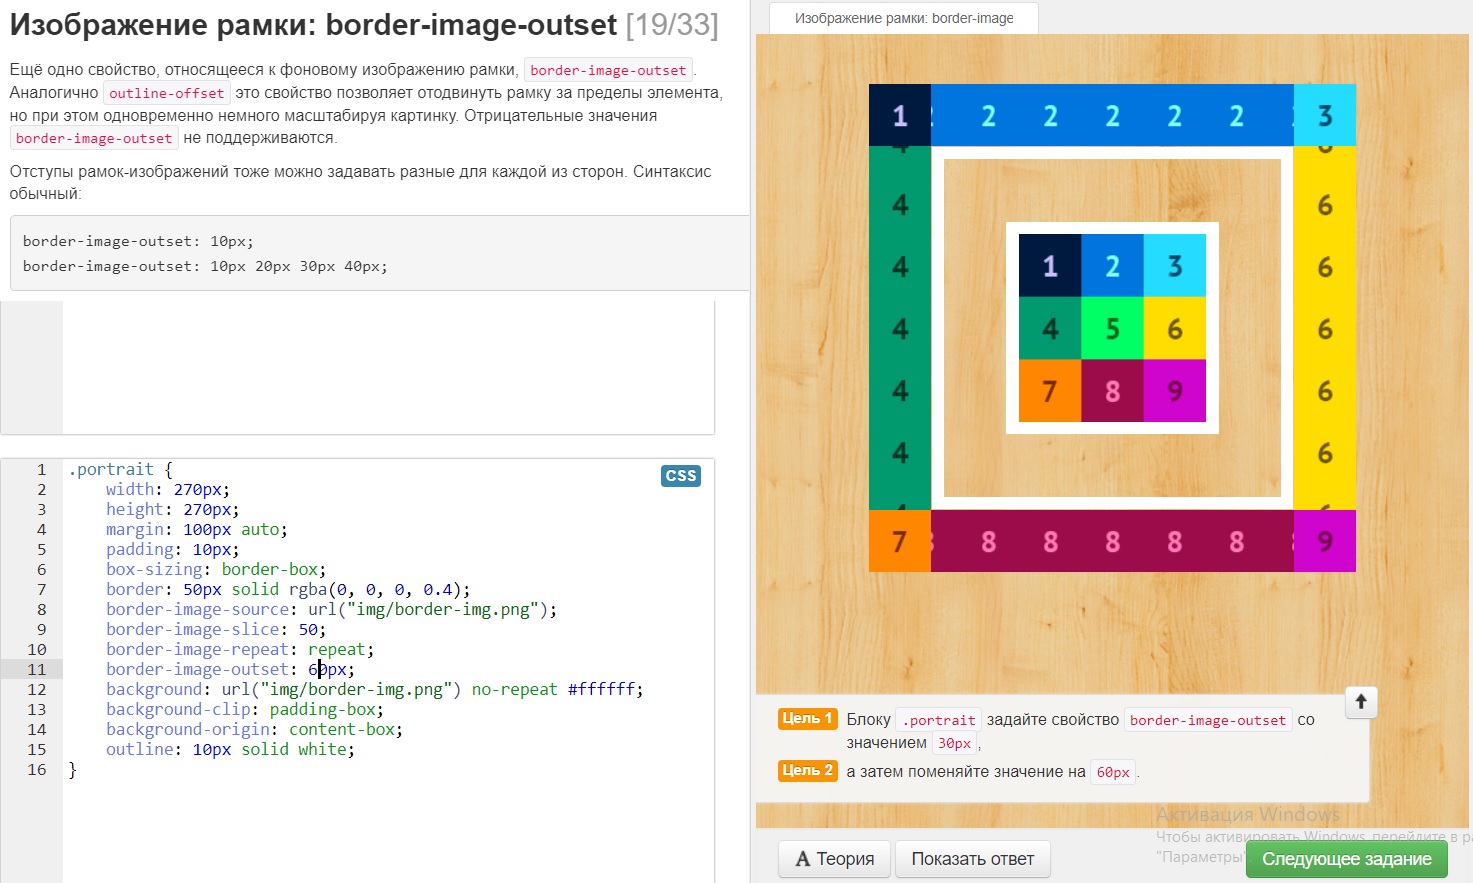 Изображение рамки: border-image-outset [19/33]
Ещё одно свойство, относящееся к фоновому изображению рамки, border-image-outset.
Аналогично outline-offset это свойство позволяет отодвинуть рамку за пределы элемента,
но при этом одновременно немного масштабируя картинку. Отрицательные значения
border-image-outset не поддерживаются.
Отступы рамок-изображений тоже можно задавать разные для каждой из сторон. Синтаксис
обычный:
border-image-outset: 10px;
border-image-outset: 10px 20px 30px 40px;
CSS
1 .portrait {
2 width: 270px;
3 height: 270px;
4 margin: 100px auto;
5 padding: 10px;
6 box-sizing: border-box;
7 border: 50px solid rgba(0, 0, 0, 0.4);
8 border-image-source: url("img/border-img.png");
9 border-image-slice: 50;
10 border-image-repeat: repeat;
11 border-image-outset: 60px;
12 background: url("img/border-img.png") no-repeat #ffffff;
13 background-clip: padding-box;
14 background-origin: content-box;
15 outline: 10px solid white;
16 }
Изображение рамки: border-image
1 2 2 2 2 2 3
4 6
4 1 2 3 6
4 4 5 6 6
4 7 8 9 6
4 6
7 8 8 8 8 8 9
Цель 1 Блоку .portrait задайте свойство border-image-outset со
значением 30px,
Цель 2 а затем поменяйте значение на 60px.
Активация Windows
Чтобы активировать Windows, перейдите в
"Параметры"
А Теория Показать ответ Следующее задание